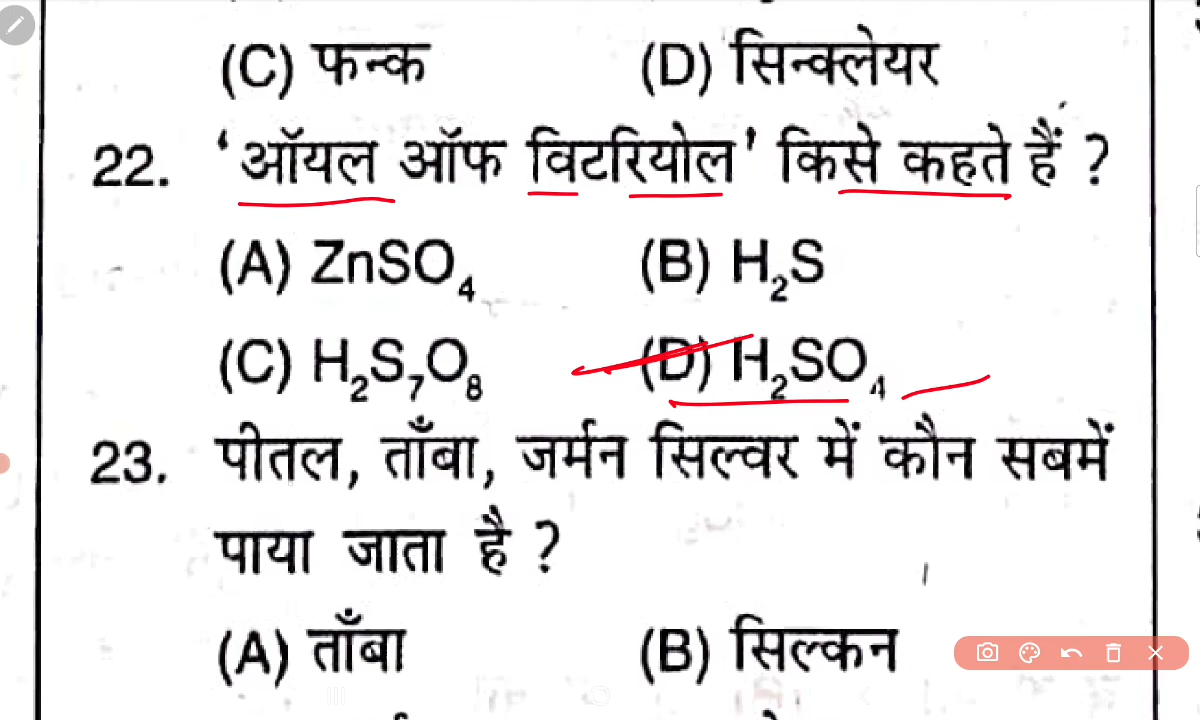 (C) फन्क (D) सिन्क्लेयर
22. ‘ऑयल ऑफ विटरियोल’ किसे कहते हैं ?
(A) ZnSO₄ (B) H₂S
(C) H₂S₇O₈ (D) H₂SO₄
23. पीतल, ताँबा, जर्मन सिल्वर में कौन सबमें
पाया जाता है ?
(A) ताँबा (B) सिल्कन